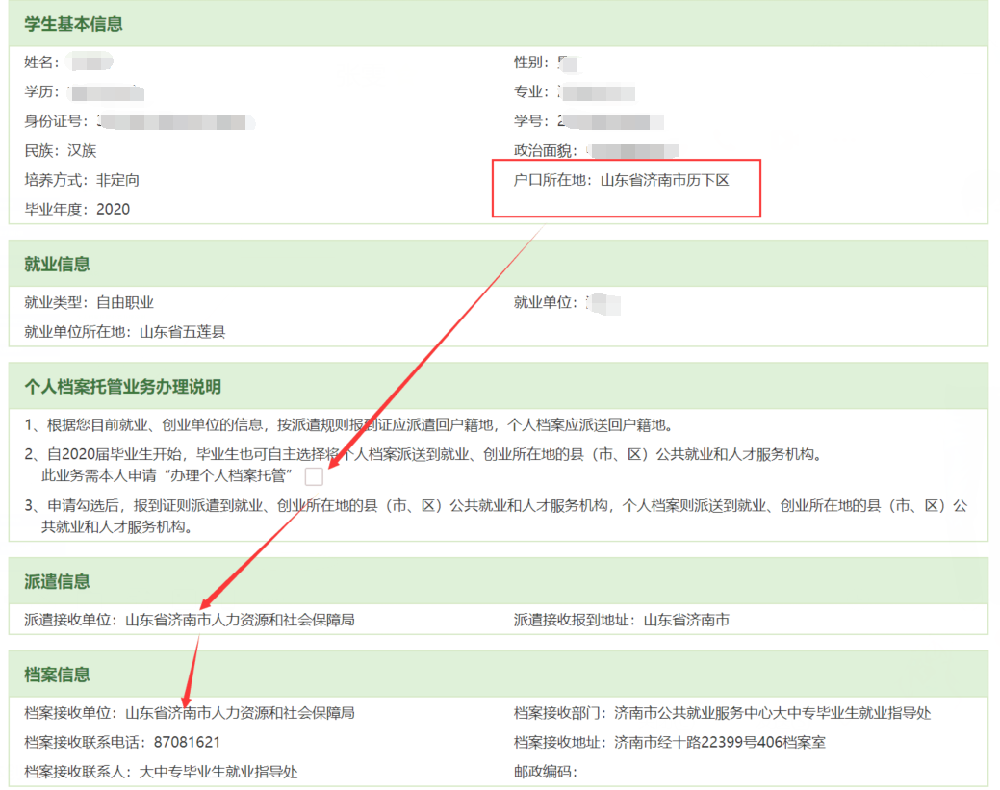 学生基本信息
姓名：
性别：
学历：
专业：
身份证号：
学号：2
民族：汉族
政治面貌：
培养方式：非定向
户口所在地：山东省济南市历下区
毕业年度：2020
就业信息
就业类型：自由职业
就业单位：
就业单位所在地：山东省五莲县
个人档案托管业务办理说明
1、根据您目前就业、创业单位的信息，按派遣规则报到证应派遣回户籍地，个人档案应派送回户籍地。
2、自2020届毕业生开始，毕业生也可自主选择将个人档案派送到就业、创业所在地的县（市、区）公共就业和人才服务机构。
此业务需本人申请“办理个人档案托管”
3、申请勾选后，报到证则派遣到就业、创业所在地的县（市、区）公共就业和人才服务机构，个人档案则派送到就业、创业所在地的县（市、区）公
共就业和人才服务机构。
派遣信息
派遣接收单位：山东省济南市人力资源和社会保障局
派遣接收报到地址：山东省济南市
档案信息
档案接收单位：山东省济南市人力资源和社会保障局
档案接收部门：济南市公共就业服务中心大中专毕业生就业指导处
档案接收联系电话：87081621
档案接收地址：济南市经十路22399号406档案室
档案接收联系人：大中专毕业生就业指导处
邮政编码：